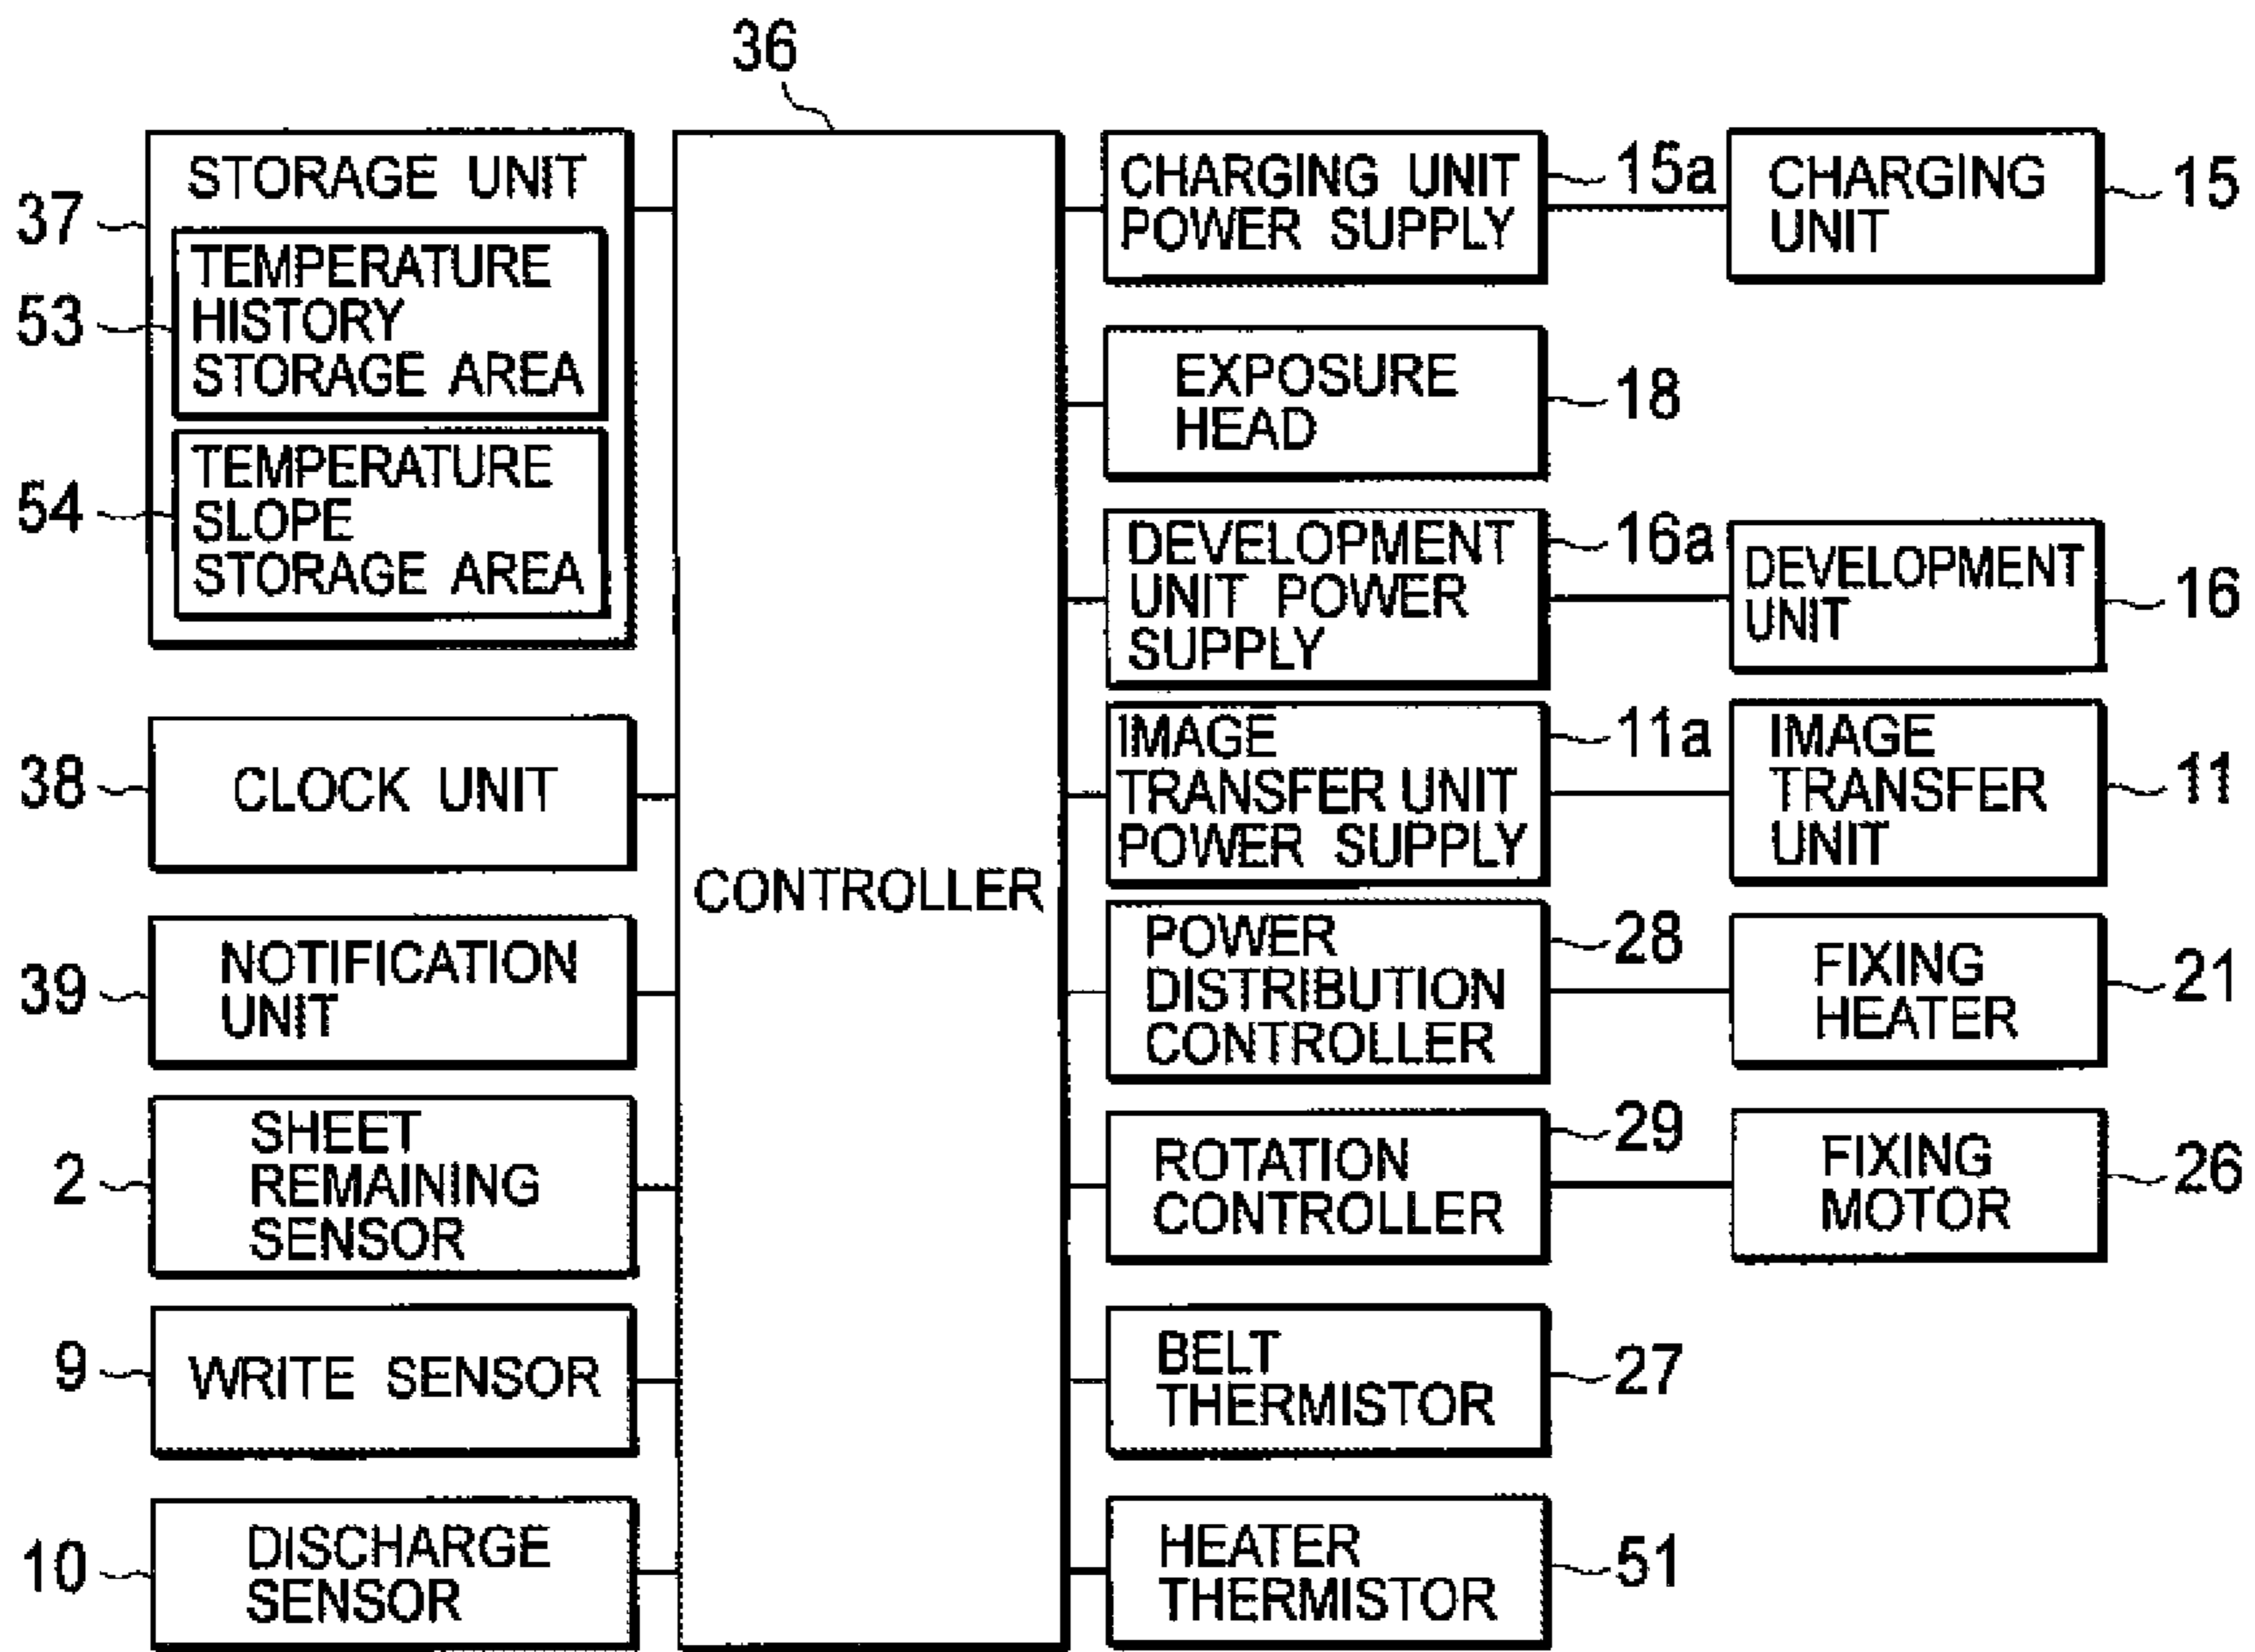 36
STORAGE UNIT
37
TEMPERATURE
HISTORY
STORAGE AREA
53
TEMPERATURE
SLOPE
STORAGE AREA
54
CLOCK UNIT
38
NOTIFICATION
UNIT
39
SHEET
REMAINING
SENSOR
2
WRITE SENSOR
9
DISCHARGE
SENSOR
10
CONTROLLER
CHARGING UNIT
POWER SUPPLY
15a
CHARGING
UNIT
15
EXPOSURE
HEAD
18
DEVELOPMENT
UNIT POWER
SUPPLY
16a
DEVELOPMENT
UNIT
16
IMAGE
TRANSFER UNIT
POWER SUPPLY
11a
IMAGE
TRANSFER
UNIT
11
POWER
DISTRIBUTION
CONTROLLER
28
FIXING
HEATER
21
ROTATION
CONTROLLER
29
FIXING
MOTOR
26
BELT
THERMISTOR
27
HEATER
THERMISTOR
51